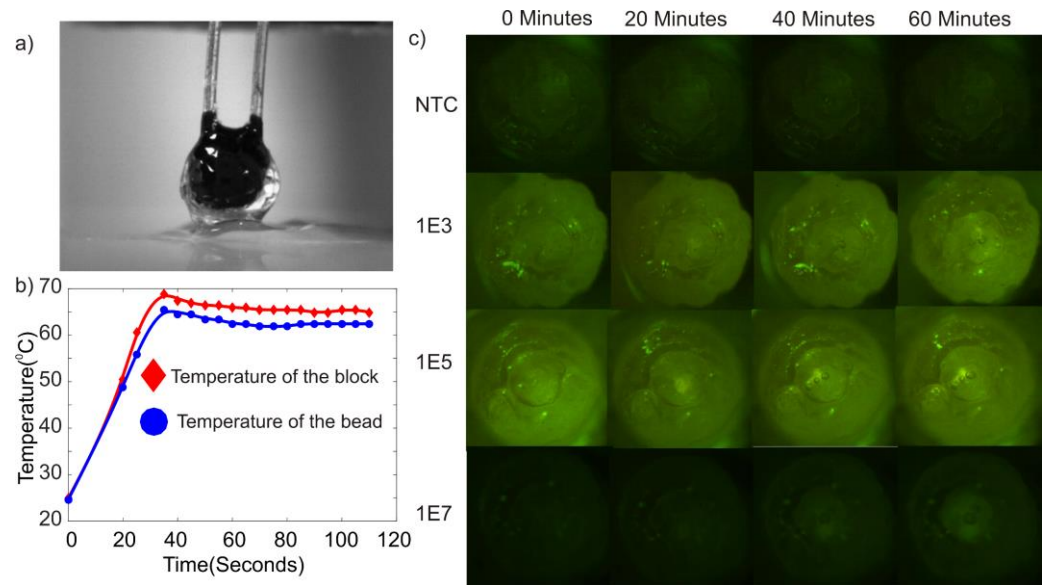 a)
b)
70
60
50
40
30
20
Temperature(⁰C)
Temperature of the block
Temperature of the bead
0 20 40 60 80 100 120
Time(Seconds)
c)
0 Minutes 20 Minutes 40 Minutes 60 Minutes
NTC
1E3
1E5
1E7